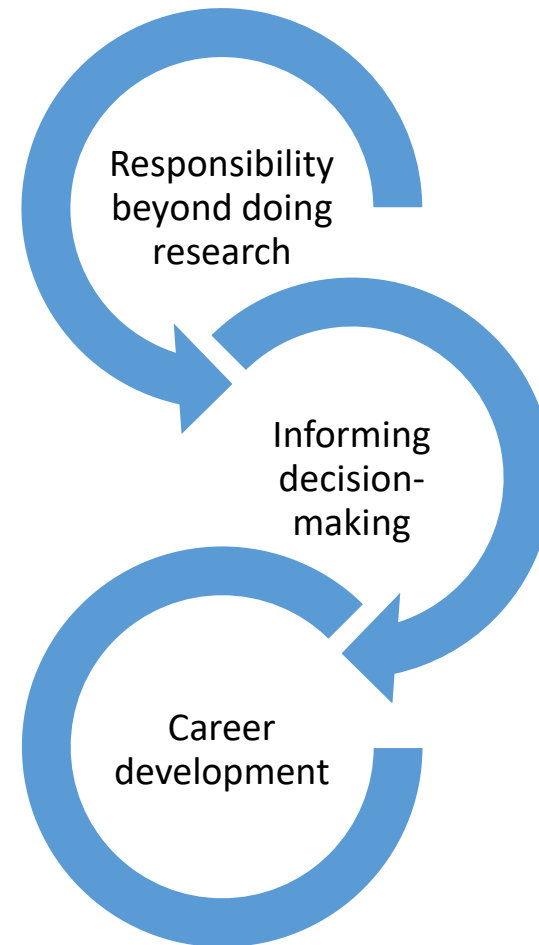 Responsibility
beyond doing
research
Informing
decision-
making
Career
development